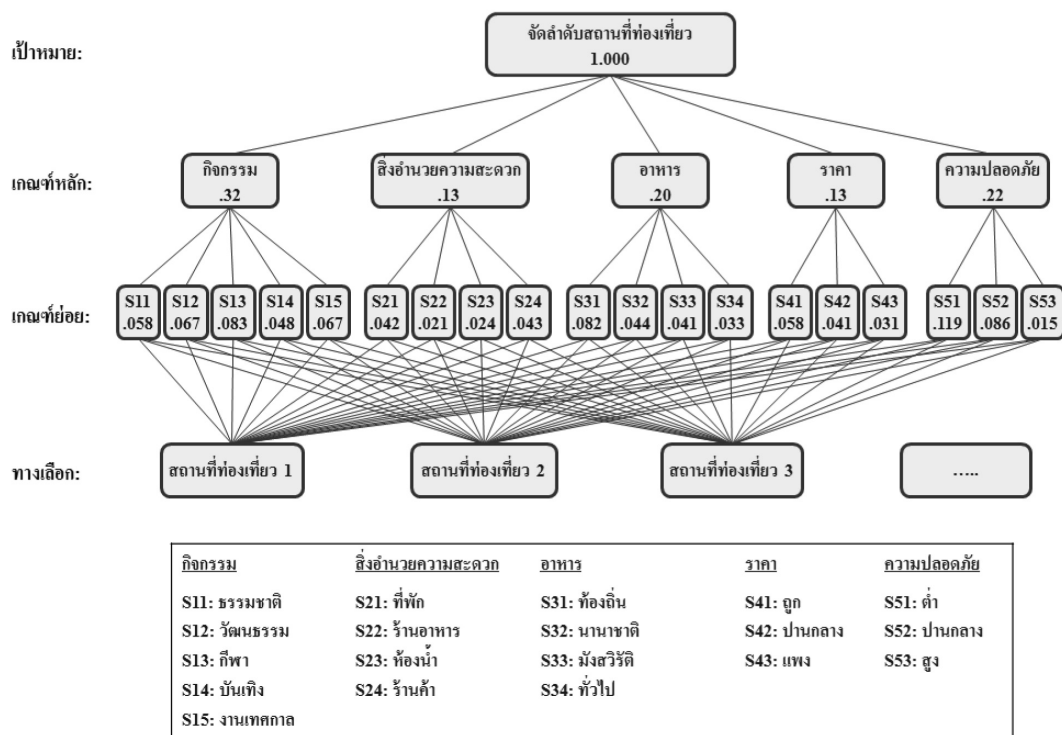 จัดลำดับสถานที่ท่องเที่ยว
1.000
เป้าหมาย:
เกณฑ์หลัก:
กิจกรรม
.32
สิ่งอำนวยความสะดวก
.13
อาหาร
.20
ราคา
.13
ความปลอดภัย
.22
เกณฑ์ย่อย:
S11 S12 S13 S14 S15 S21 S22 S23 S24 S31 S32 S33 S34 S41 S42 S43 S51 S52 S53
.058 .067 .083 .048 .067 .042 .021 .024 .043 .082 .044 .041 .033 .058 .041 .031 .119 .086 .015
ทางเลือก:
สถานที่ท่องเที่ยว 1
สถานที่ท่องเที่ยว 2
สถานที่ท่องเที่ยว 3
.....
กิจกรรม
S11: ธรรมชาติ
S12: วัฒนธรรม
S13: กีฬา
S14: บันเทิง
S15: งานเทศกาล
สิ่งอำนวยความสะดวก
S21: ที่พัก
S22: ร้านอาหาร
S23: ห้องน้ำ
S24: ร้านค้า
อาหาร
S31: ท้องถิ่น
S32: นานาชาติ
S33: มังสวิรัติ
S34: ทั่วไป
ราคา
S41: ถูก
S42: ปานกลาง
S43: แพง
ความปลอดภัย
S51: ต่ำ
S52: ปานกลาง
S53: สูง